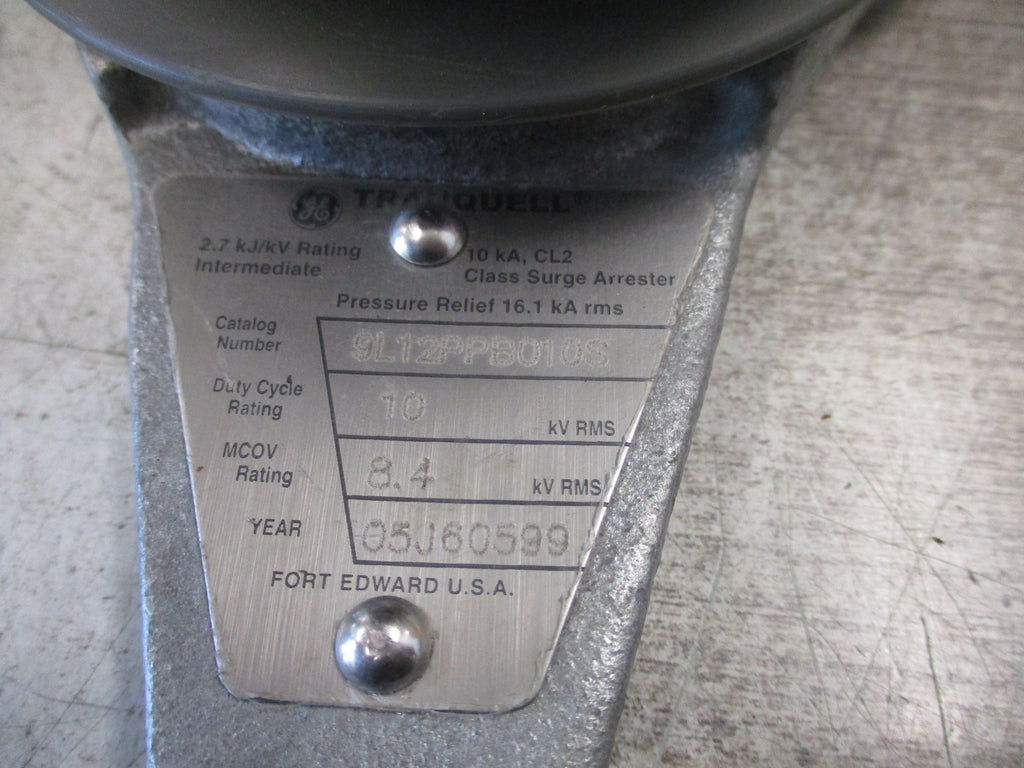 GE TRANQUELL®
2.7 kJ/kV Rating
Intermediate
10 kA, CL2
Class Surge Arrester
Pressure Relief 16.1 kA rms
Catalog
Number
9L12PPB010S
Duty Cycle
Rating
10
kV RMS
MCOV
Rating
8.4
kV RMS
YEAR
05J60599
FORT EDWARD U.S.A.